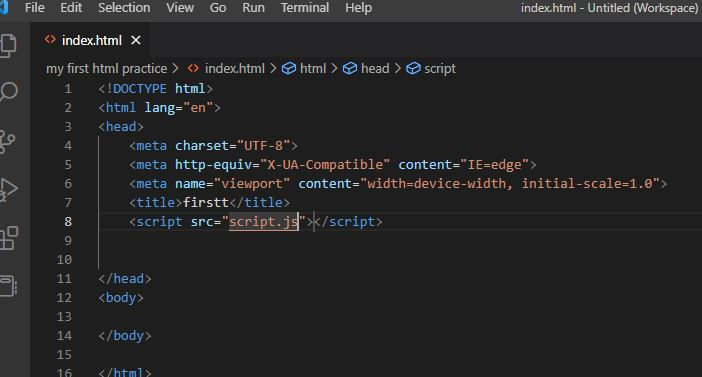 File Edit Selection View Go Run Terminal Help index.html - Untitled (Workspace)
index.html
my first html practice > index.html > html > head > script
1 <!DOCTYPE html>
2 <html lang="en">
3 <head>
4 <meta charset="UTF-8">
5 <meta http-equiv="X-UA-Compatible" content="IE=edge">
6 <meta name="viewport" content="width=device-width, initial-scale=1.0">
7 <title>firstt</title>
8 <script src="script.js"></script>
9
10
11 </head>
12 <body>
13
14 </body>
15
16 </html>